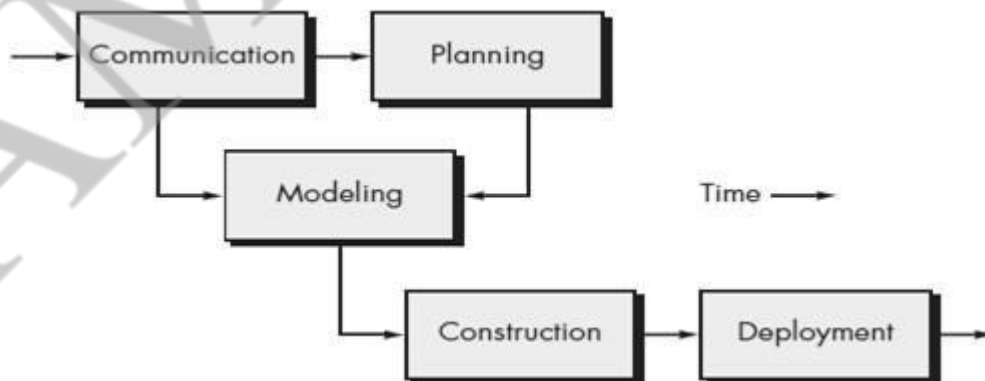 Communication
Planning
Modeling
Time
Construction
Deployment